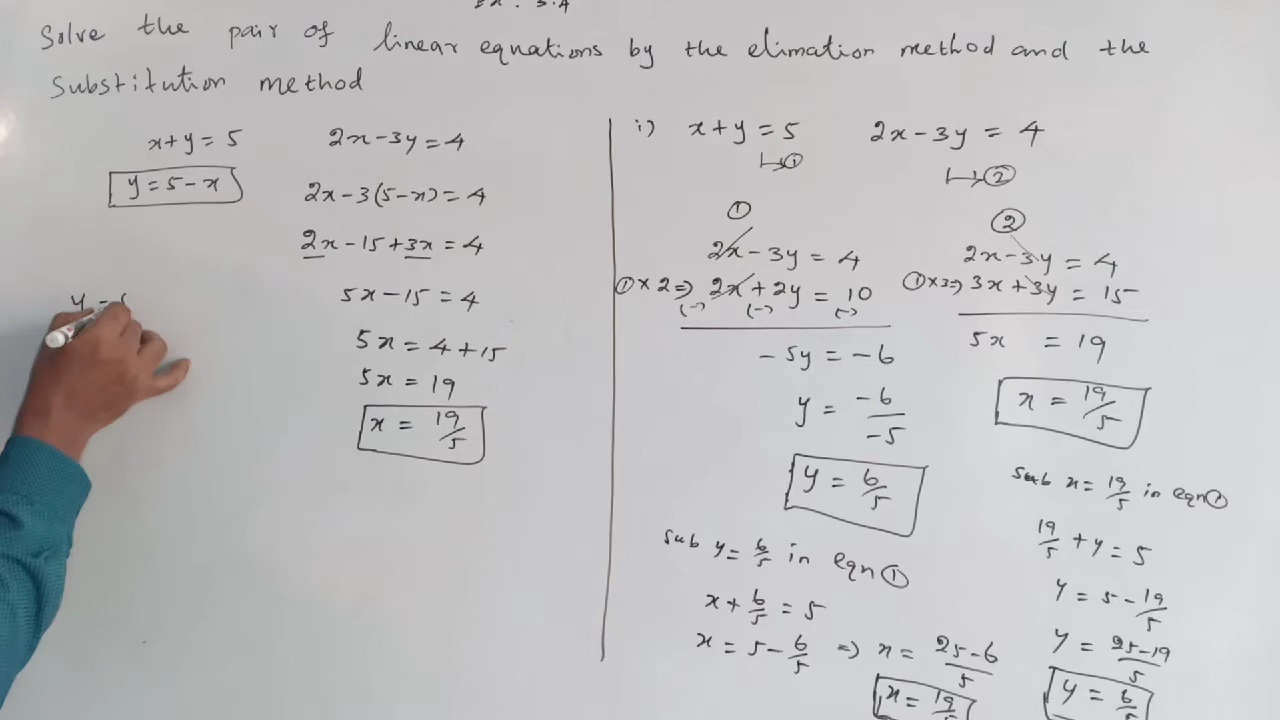 Solve the pair of linear equations by the elimation method and the
Substitution method
x+y=5 2x-3y=4
y=5-x
2x-3(5-x)=4
2x-15+3x=4
5x-15=4
5x=4+15
5x=19
x=19/5
y=
i) x+y=5 2x-3y=4
↦① ↦②
①
2x-3y=4
①×2⇒ 2x+2y=10
(-) (-) (-)
-5y=-6
y=-6/-5
y=6/5
sub y=6/5 in eqn①
x+6/5=5
x=5-6/5 ⇒ x=25-6/5
x=19/5
②
2x-3y=4
①×3⇒ 3x+3y=15
5x =19
x=19/5
sub x=19/5 in eqn①
19/5+y=5
y=5-19/5
y=25-19/5
y=6/5